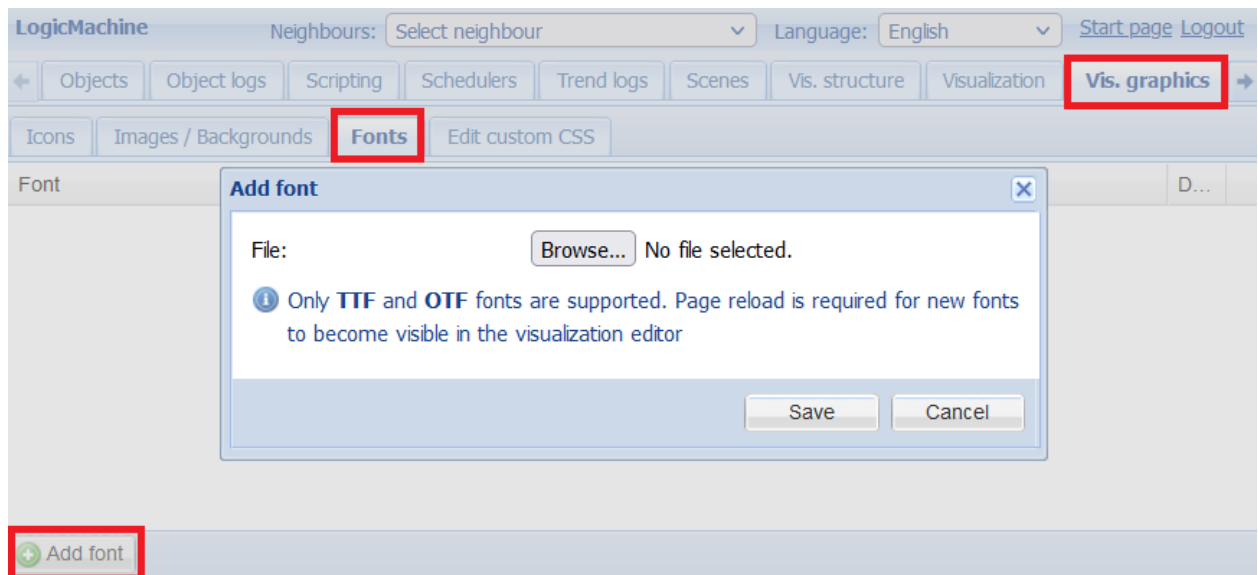 LogicMachine Neighbours: Select neighbour Language: English Start page Logout
Objects Object logs Scripting Schedulers Trend logs Scenes Vis. structure Visualization Vis. graphics
Icons Images / Backgrounds Fonts Edit custom CSS
Font D...
Add font
File: Browse... No file selected.
Only TTF and OTF fonts are supported. Page reload is required for new fonts
to become visible in the visualization editor
Save Cancel
Add font